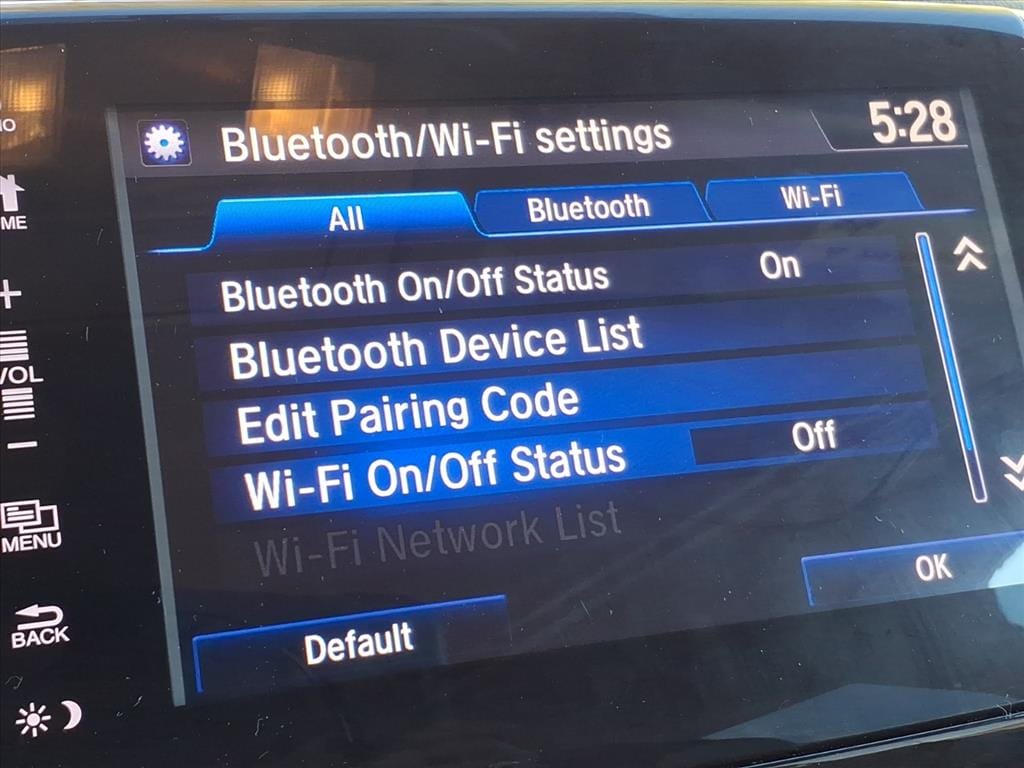 Bluetooth/Wi-Fi settings
5:28
All
Bluetooth
Wi-Fi
Bluetooth On/Off Status On
Bluetooth Device List
Edit Pairing Code
Wi-Fi On/Off Status Off
Wi-Fi Network List
Default
OK
+
VOL
−
MENU
BACK